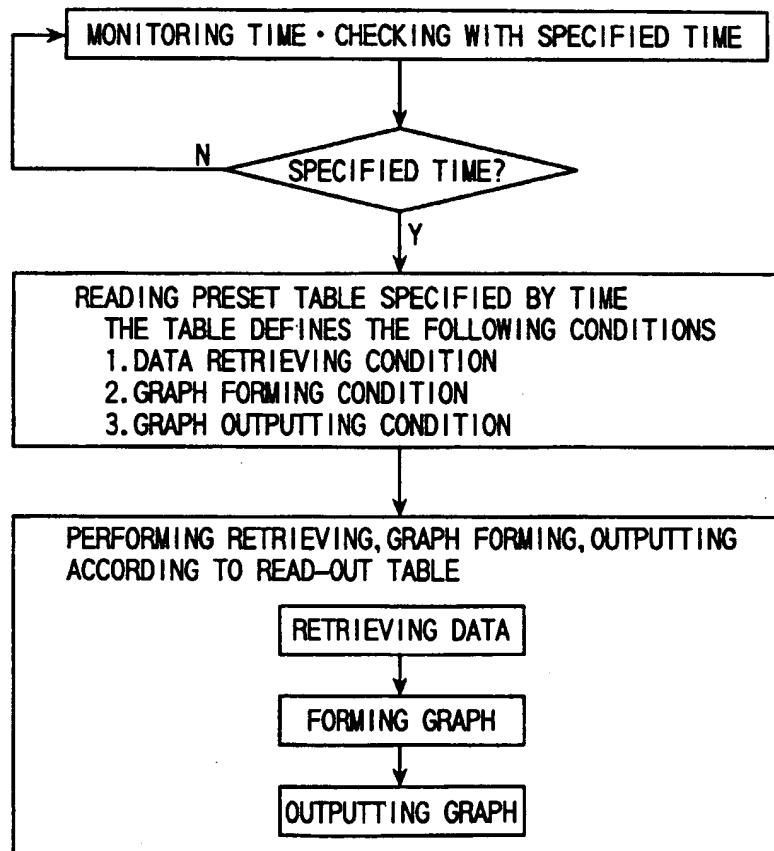 MONITORING TIME・CHECKING WITH SPECIFIED TIME
SPECIFIED TIME?
N
Y
READING PRESET TABLE SPECIFIED BY TIME
THE TABLE DEFINES THE FOLLOWING CONDITIONS
1.DATA RETRIEVING CONDITION
2.GRAPH FORMING CONDITION
3.GRAPH OUTPUTTING CONDITION
PERFORMING RETRIEVING,GRAPH FORMING,OUTPUTTING
ACCORDING TO READ-OUT TABLE
RETRIEVING DATA
FORMING GRAPH
OUTPUTTING GRAPH